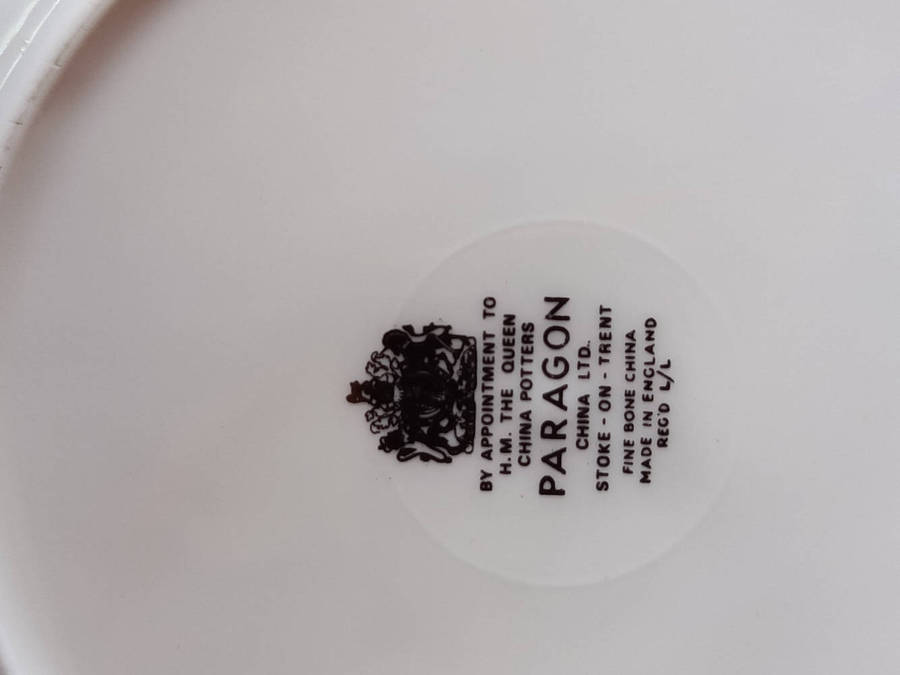 BY APPOINTMENT TO
H.M. THE QUEEN
CHINA POTTERS
PARAGON
CHINA LTD.
STOKE - ON - TRENT
FINE BONE CHINA
MADE IN ENGLAND
REG'D L/L